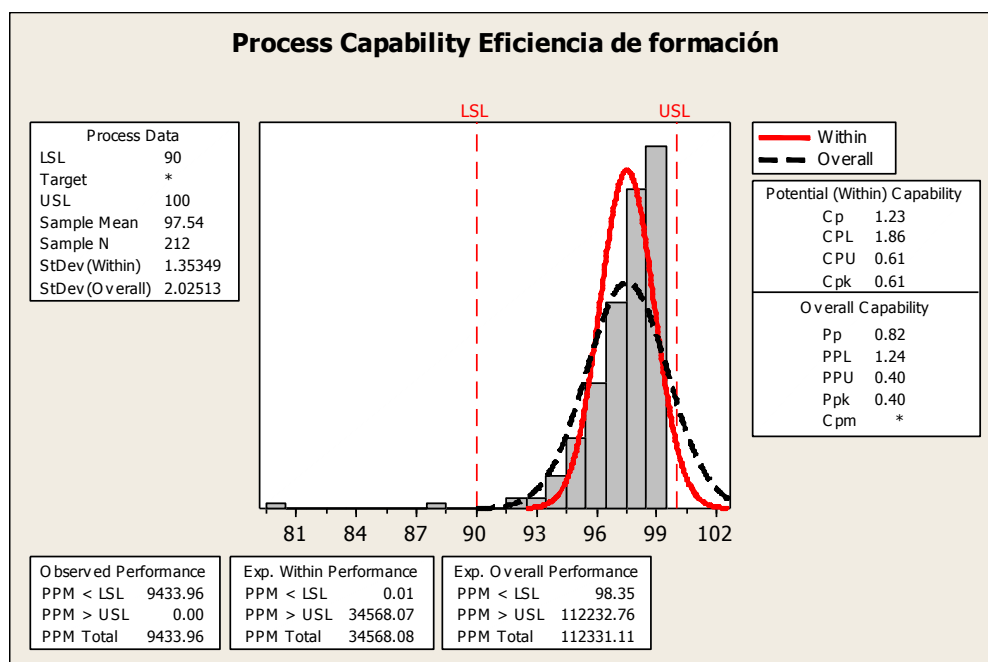 Process Capability Eficiencia de formación
LSL USL
Process Data
LSL 90
Target *
USL 100
Sample Mean 97.54
Sample N 212
StDev(Within) 1.35349
StDev(Overall) 2.02513
Within
Overall
Potential (Within) Capability
Cp 1.23
CPL 1.86
CPU 0.61
Cpk 0.61
Overall Capability
Pp 0.82
PPL 1.24
PPU 0.40
Ppk 0.40
Cpm *
81 84 87 90 93 96 99 102
Observed Performance
PPM < LSL 9433.96
PPM > USL 0.00
PPM Total 9433.96
Exp. Within Performance
PPM < LSL 0.01
PPM > USL 34568.07
PPM Total 34568.08
Exp. Overall Performance
PPM < LSL 98.35
PPM > USL 112232.76
PPM Total 112331.11